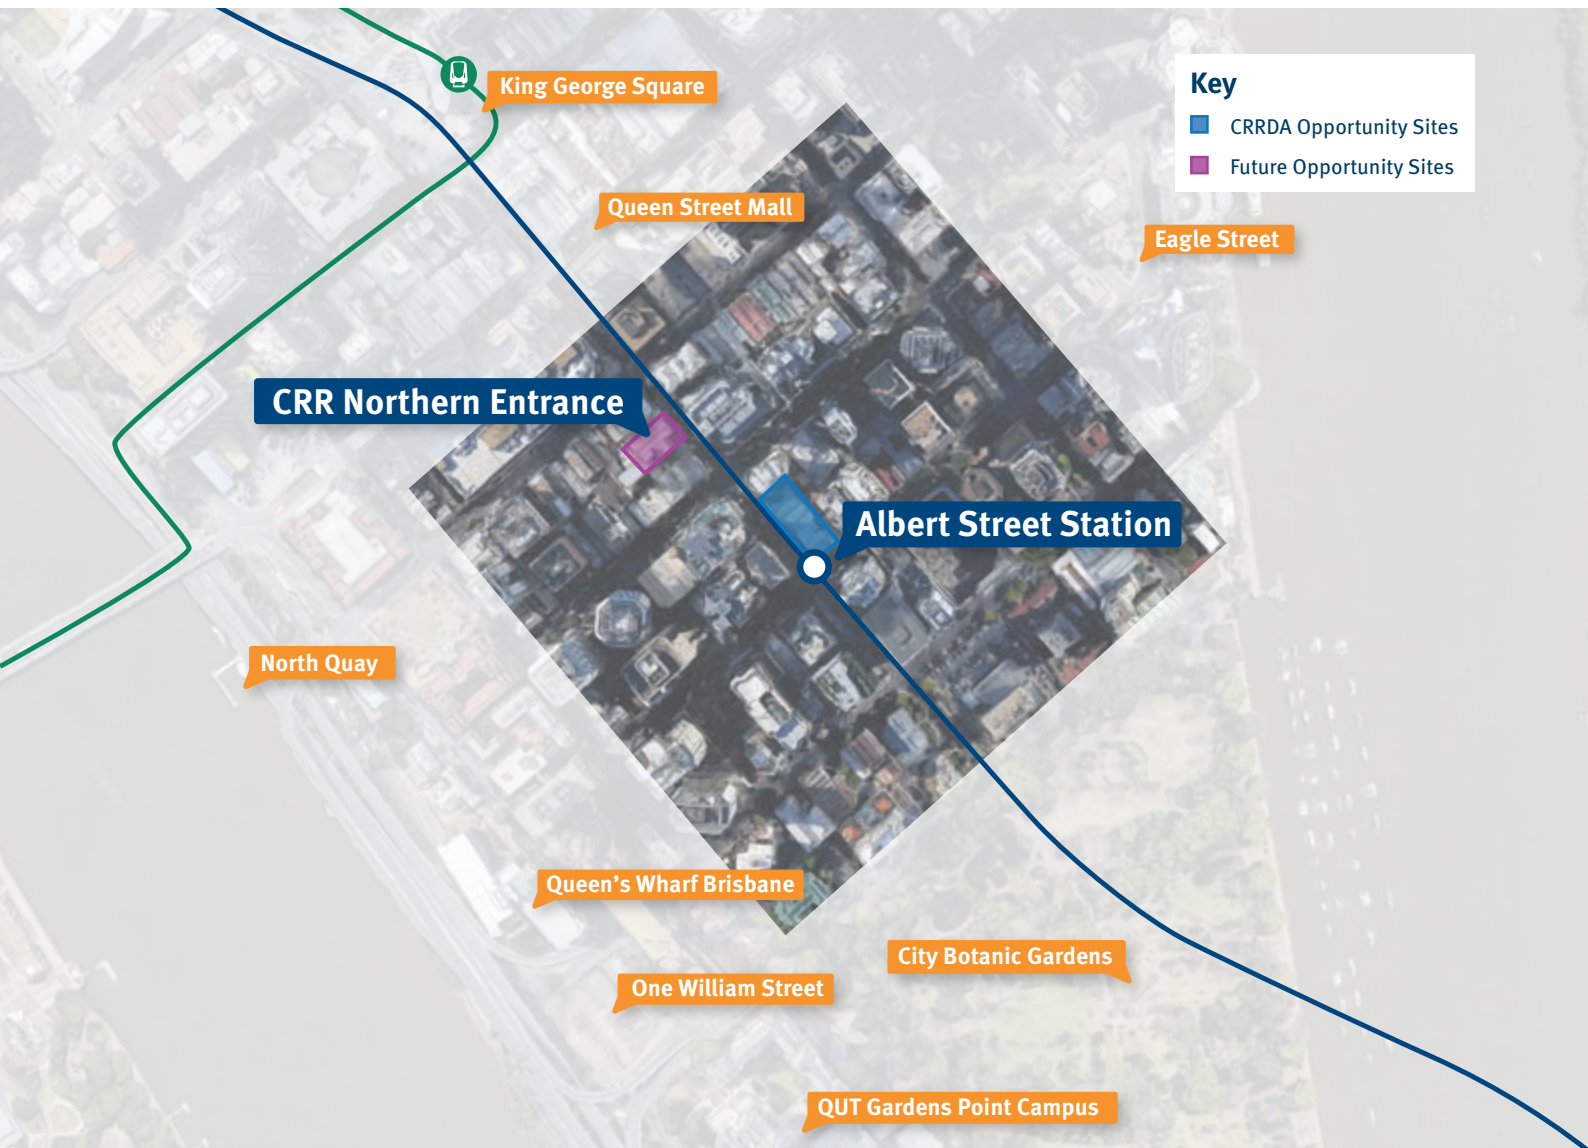 King George Square
Key
CRRDA Opportunity Sites
Future Opportunity Sites
Queen Street Mall
Eagle Street
CRR Northern Entrance
Albert Street Station
North Quay
Queen's Wharf Brisbane
City Botanic Gardens
One William Street
QUT Gardens Point Campus